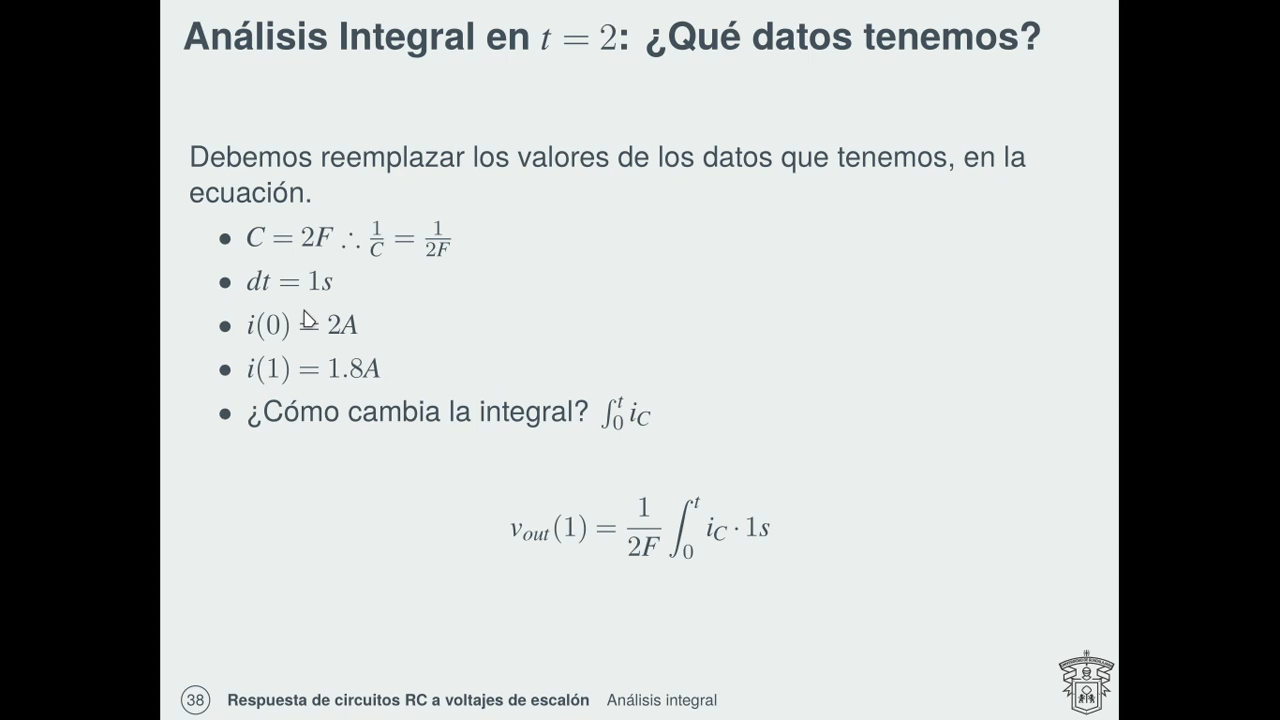 Análisis Integral en t = 2: ¿Qué datos tenemos?
Debemos reemplazar los valores de los datos que tenemos, en la
ecuación.
• C = 2F ∴ 1/C = 1/2F
• dt = 1s
• i(0) = 2A
• i(1) = 1.8A
• ¿Cómo cambia la integral? ∫₀ᵗ i_C
v_out(1) = 1/2F ∫₀ᵗ i_C · 1s
38 Respuesta de circuitos RC a voltajes de escalón Análisis integral